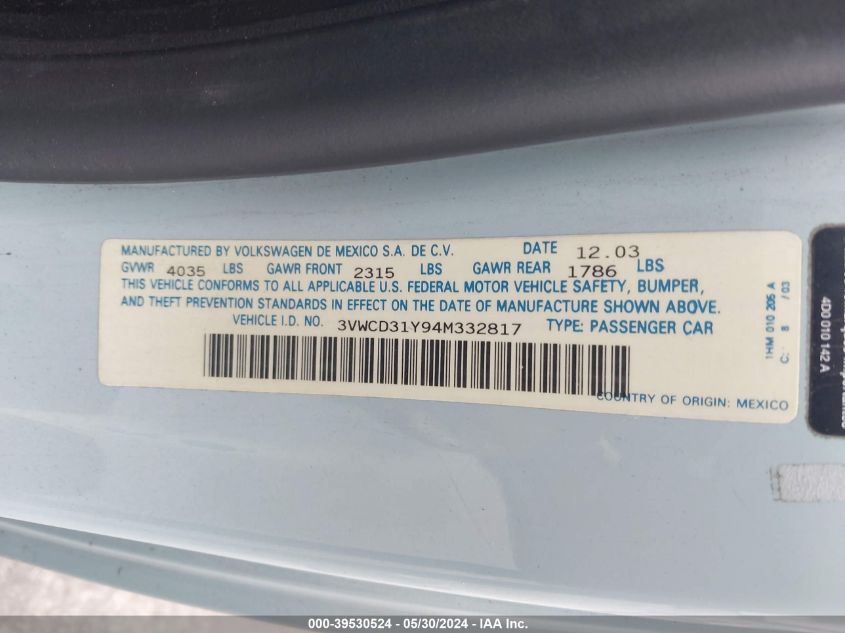 MANUFACTURED BY VOLKSWAGEN DE MEXICO S.A. DE C.V. DATE 12.03
GVWR 4035 LBS GAWR FRONT 2315 LBS GAWR REAR 1786 LBS
THIS VEHICLE CONFORMS TO ALL APPLICABLE U.S. FEDERAL MOTOR VEHICLE SAFETY, BUMPER,
AND THEFT PREVENTION STANDARDS IN EFFECT ON THE DATE OF MANUFACTURE SHOWN ABOVE.
VEHICLE I.D. NO. 3VWCD31Y94M332817 TYPE: PASSENGER CAR
COUNTRY OF ORIGIN: MEXICO
1HM 010 205 A
C: 8 /03
4D0 010 142 A
000-39530524 - 05/30/2024 - IAA Inc.